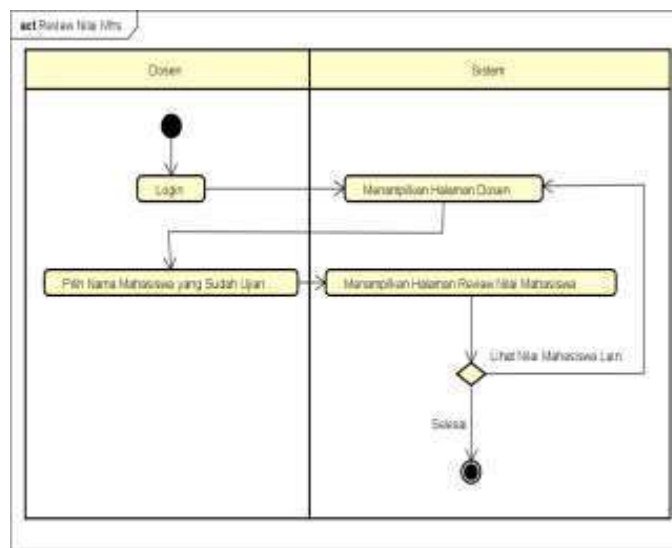 act Review Nilai Mhs
Dosen
Sistem
Login
Menampilkan Halaman Dosen
Pilih Nama Mahasiswa yang Sudah Ujian
Menampilkan Halaman Review Nilai Mahasiswa
Lihat Nilai Mahasiswa Lain
Selesai